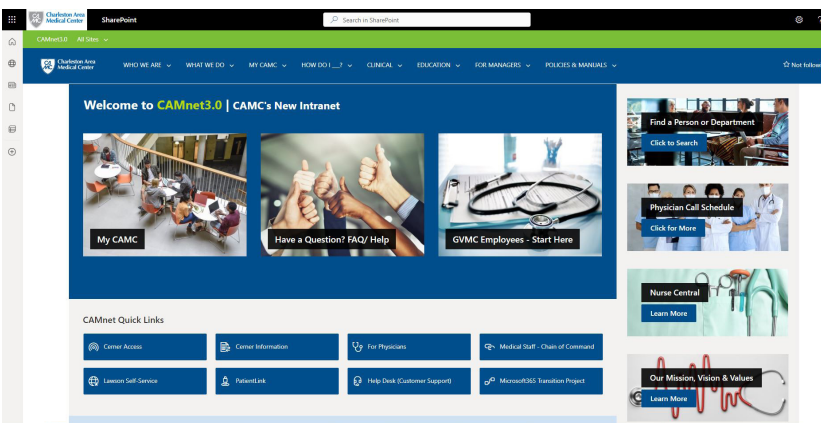 Charleston Area
Medical Center
SharePoint
Search in SharePoint
CAMnet3.0 All Sites
Charleston Area
Medical Center
WHO WE ARE
WHAT WE DO
MY CAMC
HOW DO I __?
CLINICAL
EDUCATION
FOR MANAGERS
POLICIES & MANUALS
Not follow
Welcome to CAMnet3.0 | CAMC's New Intranet
My CAMC
Have a Question? FAQ/ Help
GVMC Employees - Start Here
Find a Person or Department
Click to Search
Physician Call Schedule
Click for More
Nurse Central
Learn More
Our Mission, Vision & Values
Learn More
CAMnet Quick Links
Cerner Access
Cerner Information
For Physicians
Medical Staff - Chain of Command
Lawson Self-Service
PatientLink
Help Desk (Customer Support)
Microsoft365 Transition Project